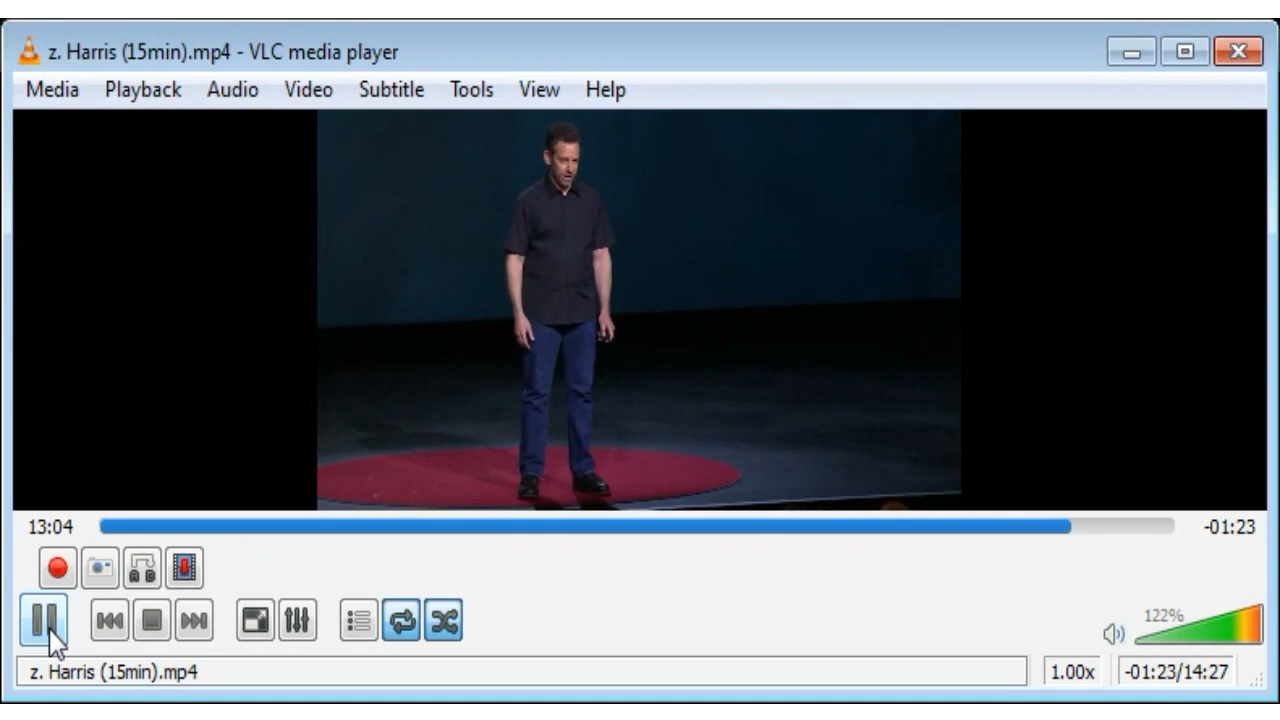 z. Harris (15min).mp4 - VLC media player
Media Playback Audio Video Subtitle Tools View Help
13:04 -01:23
A B
122%
z. Harris (15min).mp4 1.00x -01:23/14:27